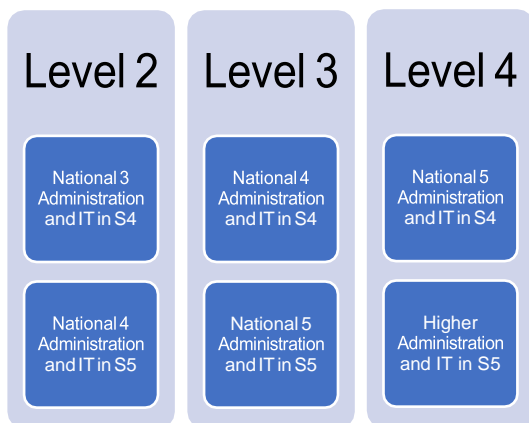 Level 2
National 3
Administration
and IT in S4
National 4
Administration
and IT in S5
Level 3
National 4
Administration
and IT in S4
National 5
Administration
and IT in S5
Level 4
National 5
Administration
and IT in S4
Higher
Administration
and IT in S5